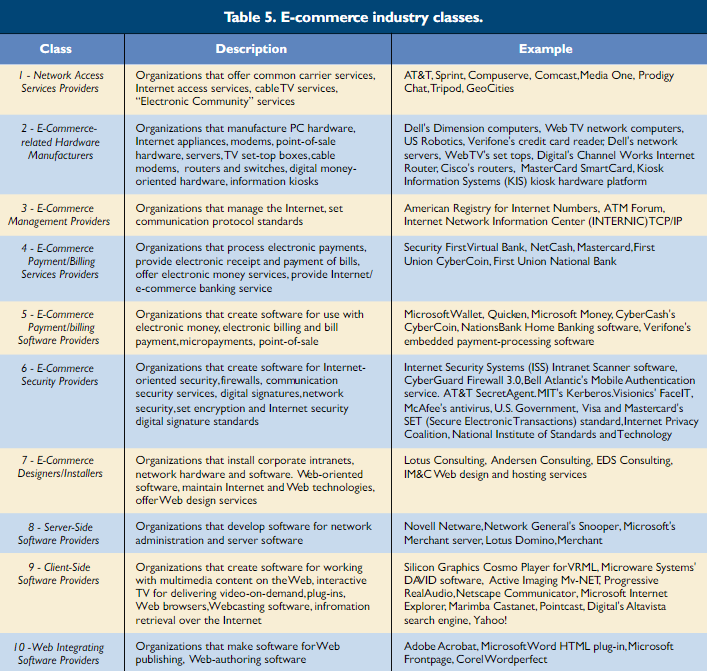 Table 5. E-commerce industry classes.
Class
Description
Example
1 - Network Access
Services Providers
Organizations that offer common carrier services,
Internet access services, cable TV services,
"Electronic Community" services
AT&T, Sprint, Compuserve, Comcast, Media One, Prodigy
Chat, Tripod, GeoCities
2 - E-Commerce-
related Hardware
Manufacturers
Organizations that manufacture PC hardware,
Internet appliances, modems, point-of-sale
hardware, servers, TV set-top boxes, cable
modems, routers and switches, digital money-
oriented hardware, information kiosks
Dell's Dimension computers, Web TV network computers,
US Robotics, Verifone's credit card reader, Dell's network
servers, WebTV's set tops, Digital's Channel Works Internet
Router, Cisco's routers, MasterCard SmartCard, Kiosk
Information Systems (KIS) kiosk hardware platform
3 - E-Commerce
Management Providers
Organizations that manage the Internet, set
communication protocol standards
American Registry for Internet Numbers, ATM Forum,
Internet Network Information Center (INTERNIC)TCP/IP
4 - E-Commerce
Payment/Billing
Services Providers
Organizations that process electronic payments,
provide electronic receipt and payment of bills,
offer electronic money services, provide Internet/
e-commerce banking service
Security First Virtual Bank, NetCash, Mastercard, First
Union CyberCoin, First Union National Bank
5 - E-Commerce
Payment/billing
Software Providers
Organizations that create software for use with
electronic money, electronic billing and bill
payment, micropayments, point-of-sale
Microsoft Wallet, Quicken, Microsoft Money, CyberCash's
CyberCoin, NationsBank Home Banking software, Verifone's
embedded payment-processing software
6 - E-Commerce
Security Providers
Organizations that create software for Internet-
oriented security, firewalls, communication
security services, digital signatures, network
security, set encryption and Internet security
digital signature standards
Internet Security Systems (ISS) Intranet Scanner software,
CyberGuard Firewall 3.0, Bell Atlantic's Mobile Authentication
service. AT&T SecretAgent. MIT's Kerberos. Visionics' FaceIT,
McAfee's antivirus, U.S. Government, Visa and Mastercard's
SET (Secure Electronic Transactions) standard, Internet Privacy
Coalition, National Institute of Standards and Technology
7 - E-Commerce
Designers/Installers
Organizations that install corporate intranets,
network hardware and software. Web-oriented
software, maintain Internet and Web technologies,
offer Web design services
Lotus Consulting, Andersen Consulting, EDS Consulting,
IM&C Web design and hosting services
8 - Server-Side
Software Providers
Organizations that develop software for network
administration and server software
Novell Netware, Network General's Snooper, Microsoft's
Merchant server, Lotus Domino, Merchant
9 - Client-Side
Software Providers
Organizations that create software for working
with multimedia content on the Web, interactive
TV for delivering video-on-demand, plug-ins,
Web browsers, Webcasting software, infromation
retrieval over the Internet
Silicon Graphics Cosmo Player for VRML, Microware Systems'
DAVID software, Active Imaging Mv-NET, Progressive
RealAudio, Netscape Communicator, Microsoft Internet
Explorer, Marimba Castanet, Pointcast, Digital's Altavista
search engine, Yahoo!
10 - Web Integrating
Software Providers
Organizations that make software for Web
publishing, Web-authoring software
Adobe Acrobat, Microsoft Word HTML plug-in, Microsoft
Frontpage, Corel Wordperfect